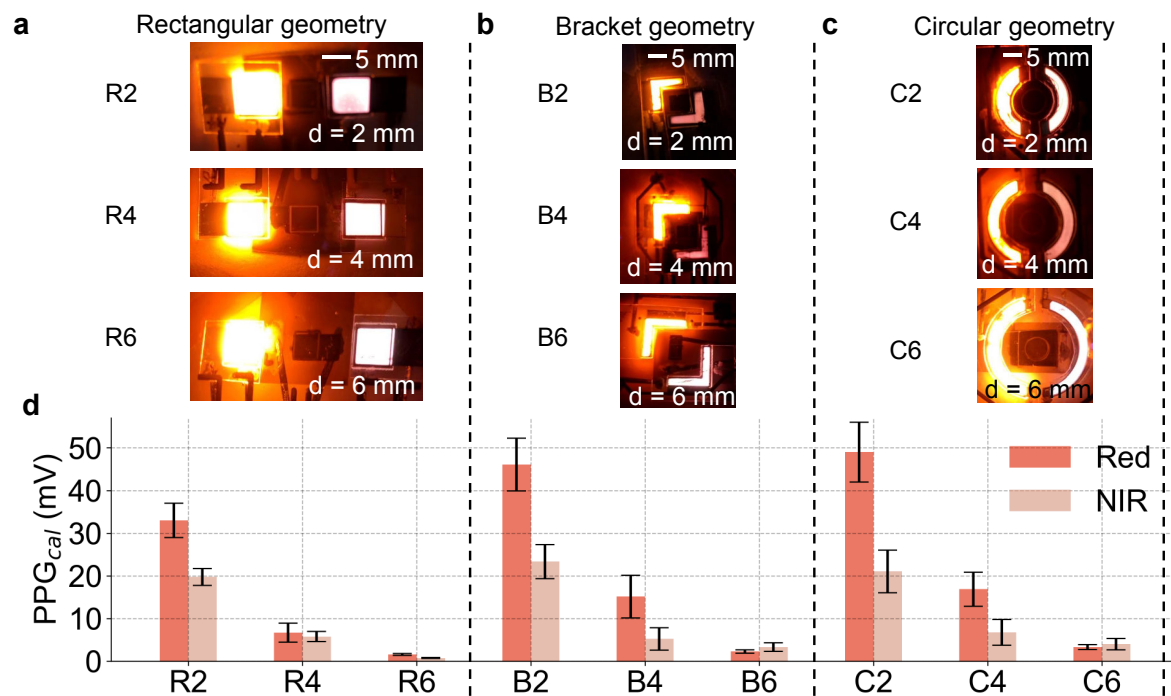 a Rectangular geometry
R2
5 mm
d = 2 mm
R4
d = 4 mm
R6
d = 6 mm
b Bracket geometry
B2
5 mm
d = 2 mm
B4
d = 4 mm
B6
d = 6 mm
c Circular geometry
C2
5 mm
d = 2 mm
C4
d = 4 mm
C6
d = 6 mm
d
PPG_cal (mV)
50
40
30
20
10
0
R2 R4 R6 B2 B4 B6 C2 C4 C6
Red
NIR